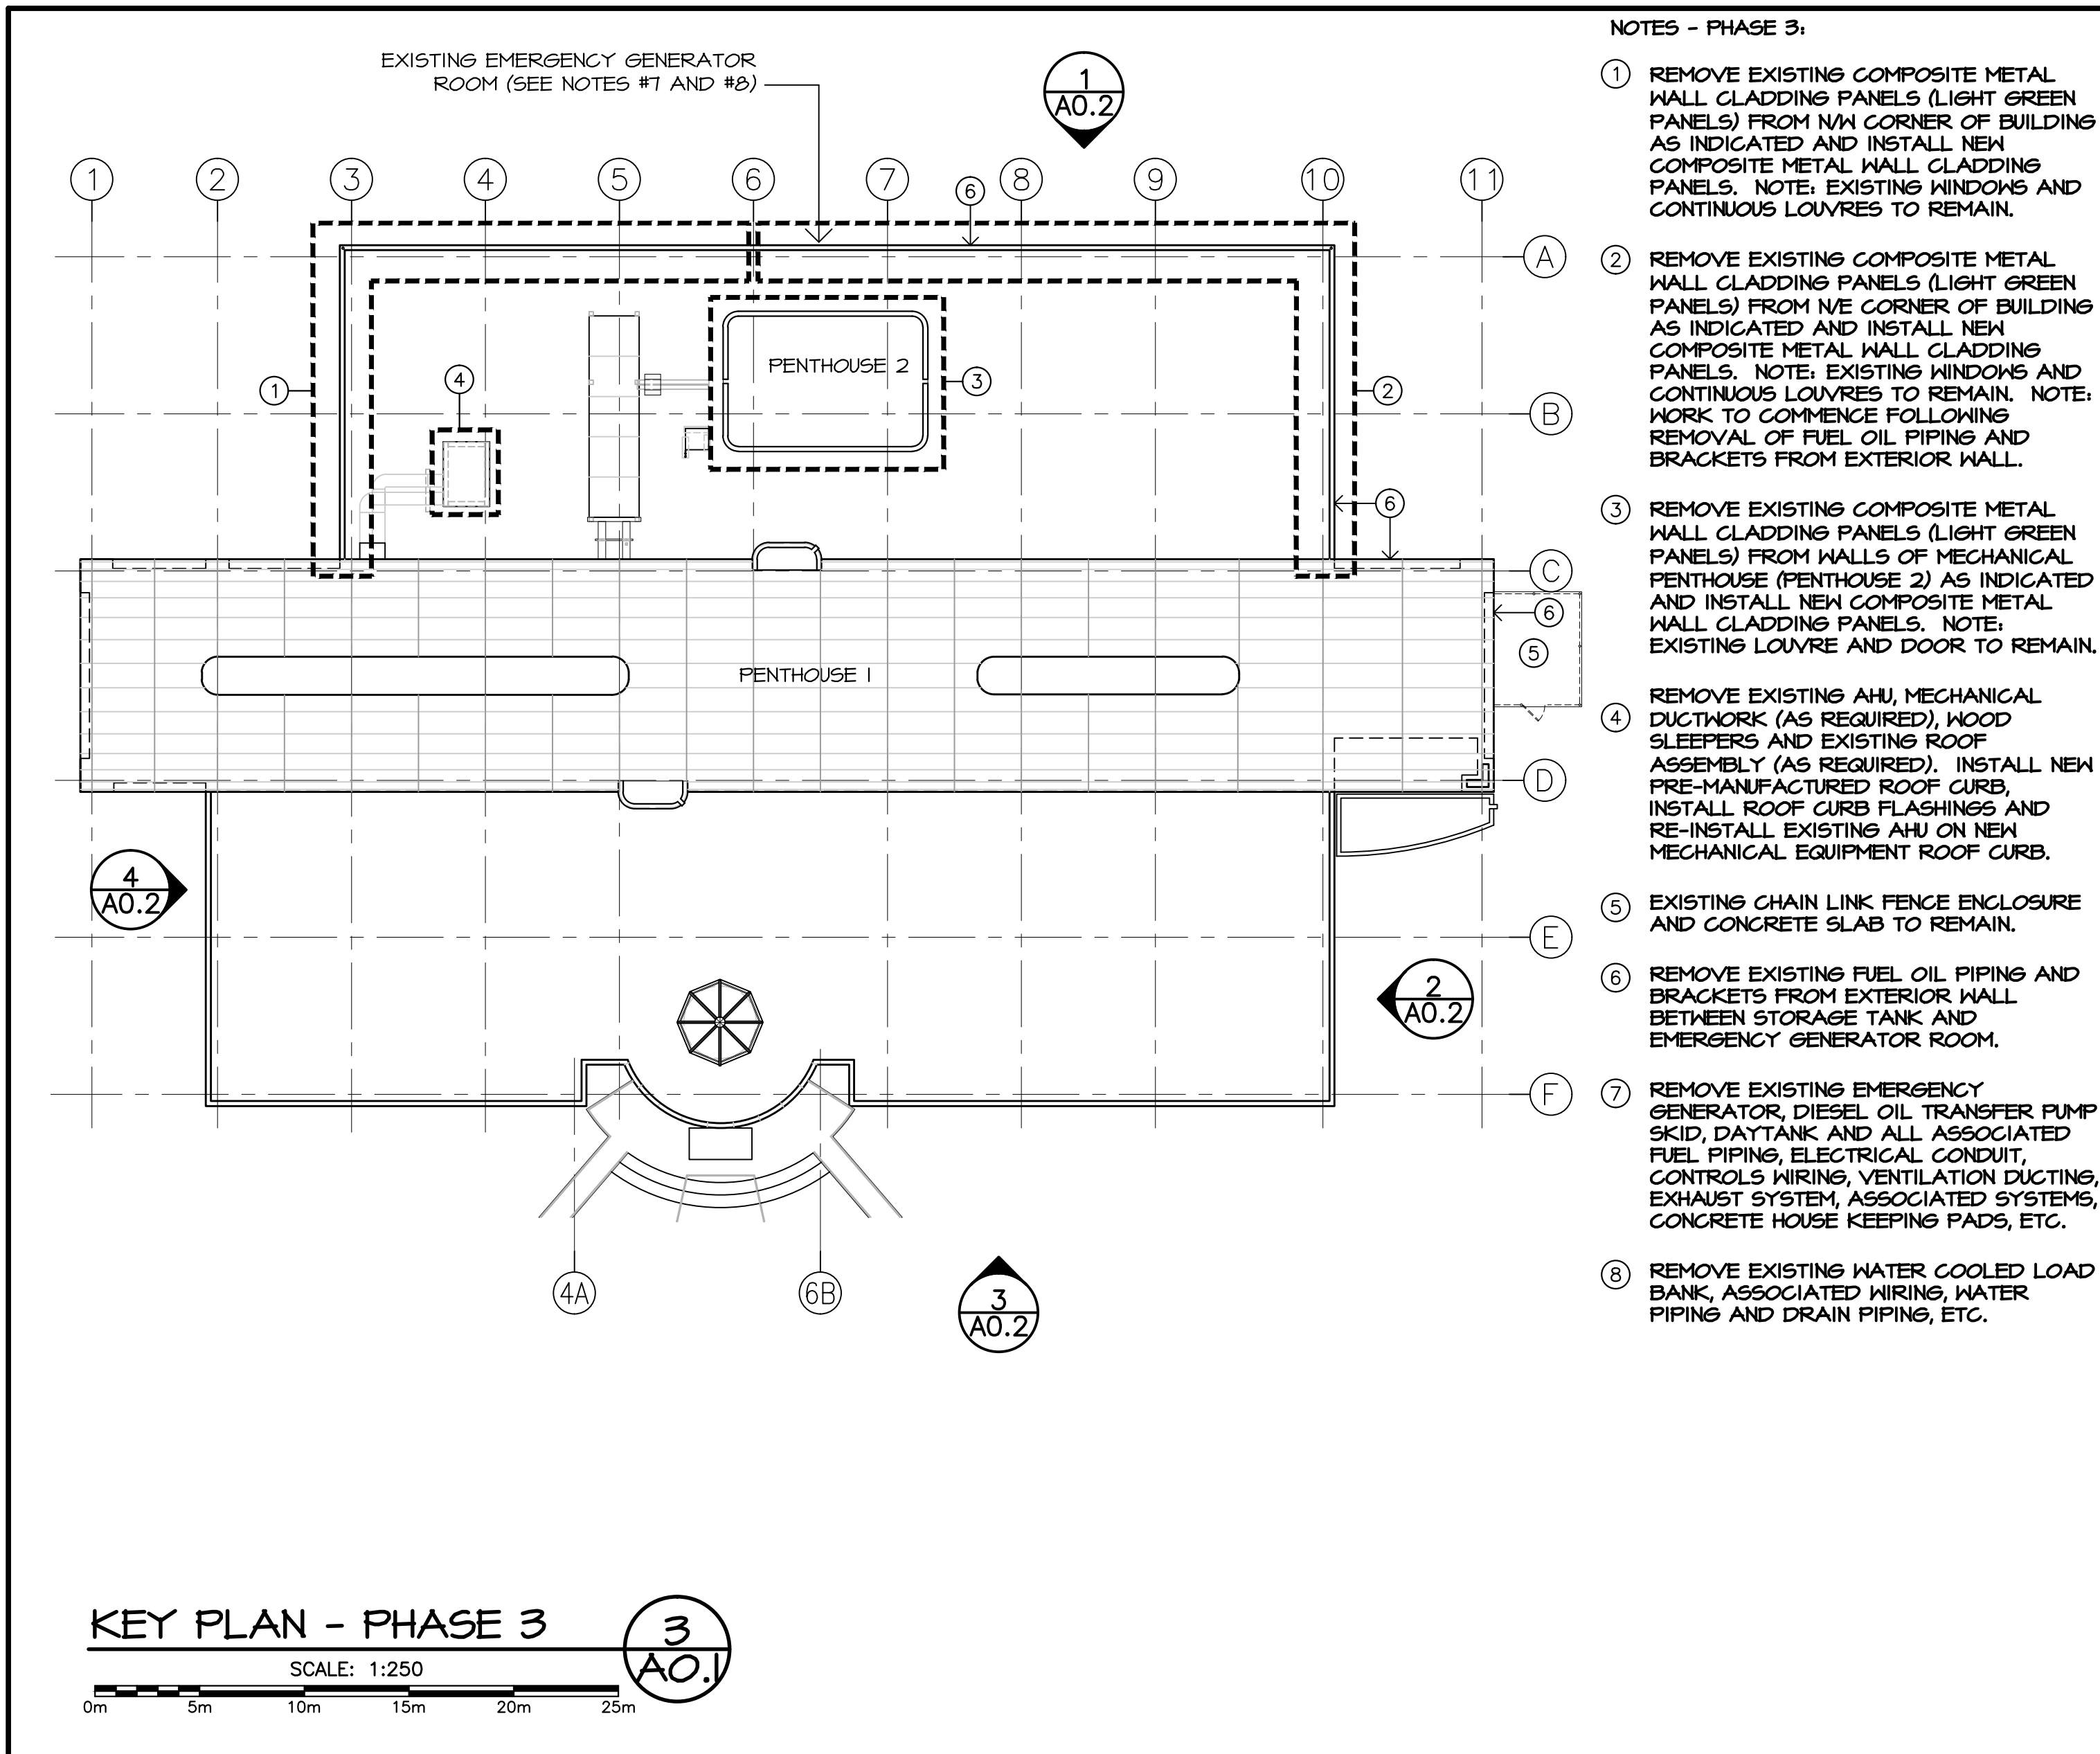 EXISTING EMERGENCY GENERATOR
ROOM (SEE NOTES #7 AND #8)
1
A0.2
1
2
3
4
5
6
7
6
8
9
10
11
A
PENTHOUSE 2
1
4
3
2
B
6
C
6
5
PENTHOUSE 1
D
4
A0.2
E
2
A0.2
F
4A
6B
3
A0.2
KEY PLAN - PHASE 3
3
A0.1
SCALE: 1:250
0m
5m
10m
15m
20m
25m
NOTES - PHASE 3:
1
REMOVE EXISTING COMPOSITE METAL
WALL CLADDING PANELS (LIGHT GREEN
PANELS) FROM N/W CORNER OF BUILDING
AS INDICATED AND INSTALL NEW
COMPOSITE METAL WALL CLADDING
PANELS. NOTE: EXISTING WINDOWS AND
CONTINUOUS LOUVRES TO REMAIN.
2
REMOVE EXISTING COMPOSITE METAL
WALL CLADDING PANELS (LIGHT GREEN
PANELS) FROM N/E CORNER OF BUILDING
AS INDICATED AND INSTALL NEW
COMPOSITE METAL WALL CLADDING
PANELS. NOTE: EXISTING WINDOWS AND
CONTINUOUS LOUVRES TO REMAIN. NOTE:
WORK TO COMMENCE FOLLOWING
REMOVAL OF FUEL OIL PIPING AND
BRACKETS FROM EXTERIOR WALL.
3
REMOVE EXISTING COMPOSITE METAL
WALL CLADDING PANELS (LIGHT GREEN
PANELS) FROM WALLS OF MECHANICAL
PENTHOUSE (PENTHOUSE 2) AS INDICATED
AND INSTALL NEW COMPOSITE METAL
WALL CLADDING PANELS. NOTE:
EXISTING LOUVRE AND DOOR TO REMAIN.
4
REMOVE EXISTING AHU, MECHANICAL
DUCTWORK (AS REQUIRED), WOOD
SLEEPERS AND EXISTING ROOF
ASSEMBLY (AS REQUIRED). INSTALL NEW
PRE-MANUFACTURED ROOF CURB,
INSTALL ROOF CURB FLASHINGS AND
RE-INSTALL EXISTING AHU ON NEW
MECHANICAL EQUIPMENT ROOF CURB.
5
EXISTING CHAIN LINK FENCE ENCLOSURE
AND CONCRETE SLAB TO REMAIN.
6
REMOVE EXISTING FUEL OIL PIPING AND
BRACKETS FROM EXTERIOR WALL
BETWEEN STORAGE TANK AND
EMERGENCY GENERATOR ROOM.
7
REMOVE EXISTING EMERGENCY
GENERATOR, DIESEL OIL TRANSFER PUMP
SKID, DAYTANK AND ALL ASSOCIATED
FUEL PIPING, ELECTRICAL CONDUIT,
CONTROLS WIRING, VENTILATION DUCTING,
EXHAUST SYSTEM, ASSOCIATED SYSTEMS,
CONCRETE HOUSE KEEPING PADS, ETC.
8
REMOVE EXISTING WATER COOLED LOAD
BANK, ASSOCIATED WIRING, WATER
PIPING AND DRAIN PIPING, ETC.